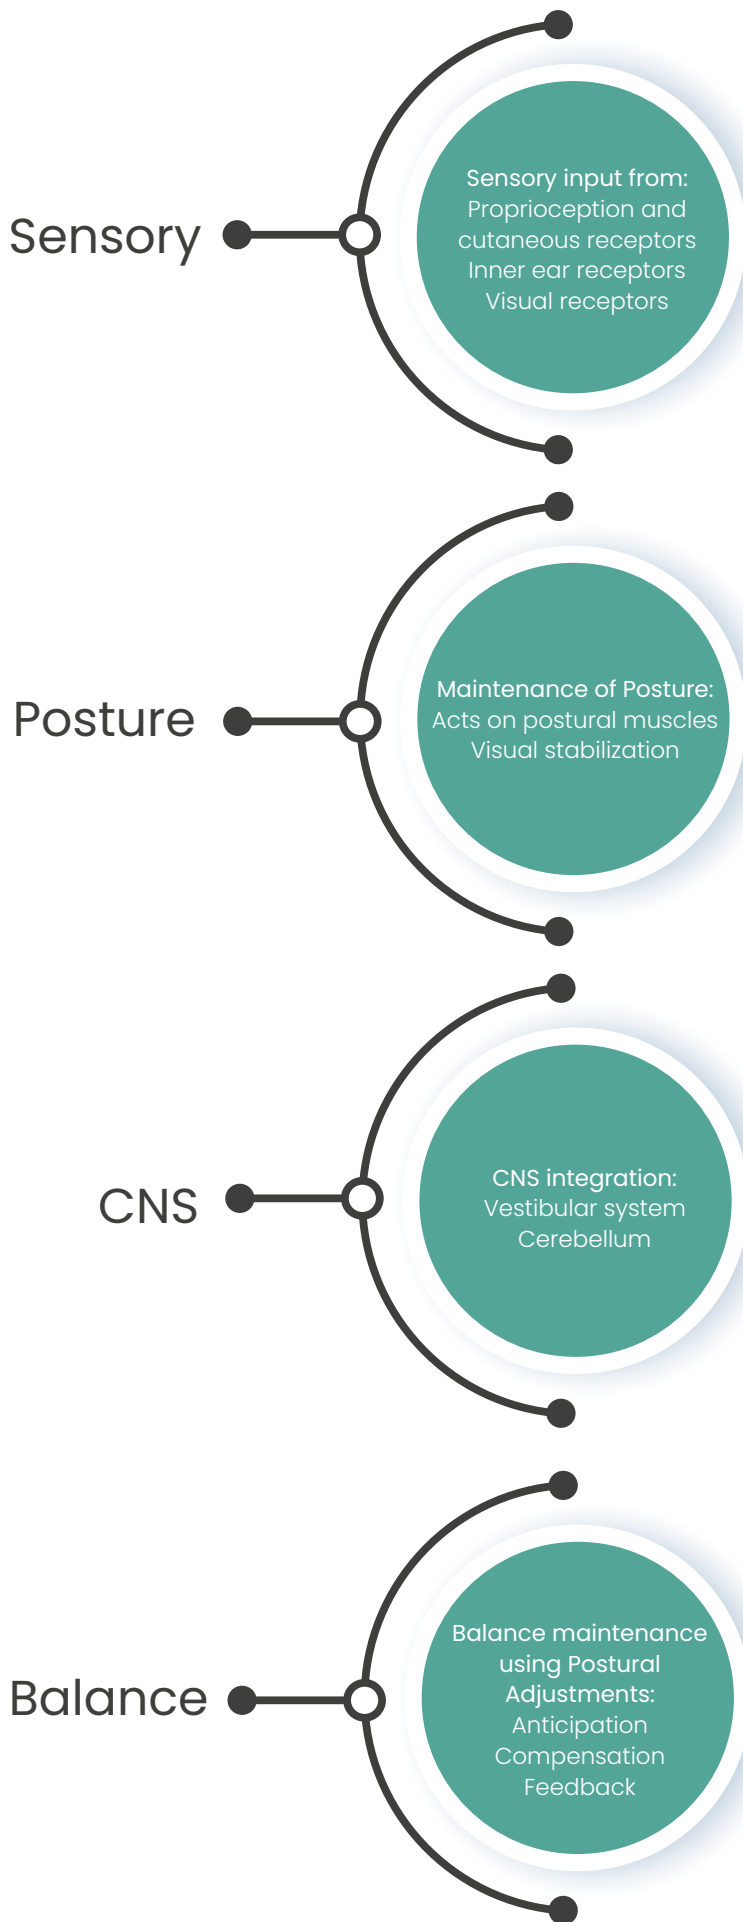 Sensory
Sensory input from:
Proprioception and
cutaneous receptors
Inner ear receptors
Visual receptors
Posture
Maintenance of Posture:
Acts on postural muscles
Visual stabilization
CNS
CNS integration:
Vestibular system
Cerebellum
Balance
Balance maintenance
using Postural
Adjustments:
Anticipation
Compensation
Feedback